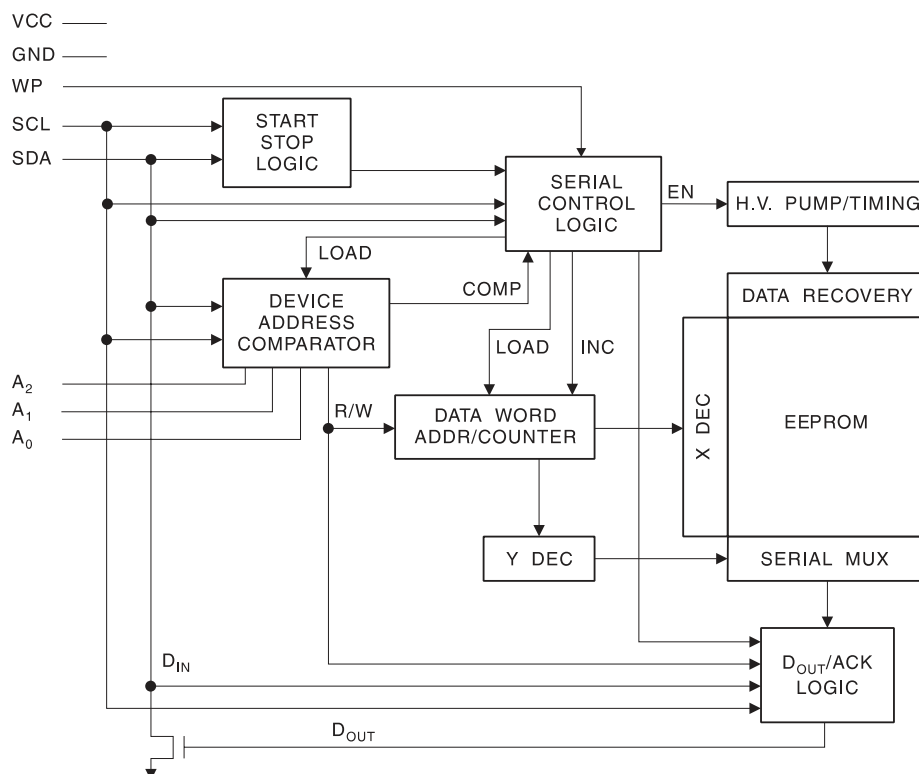 VCC
GND
WP
SCL
SDA
START
STOP
LOGIC
SERIAL
CONTROL
LOGIC
EN
H.V. PUMP/TIMING
LOAD
COMP
DEVICE
ADDRESS
COMPARATOR
DATA RECOVERY
LOAD
INC
A2
A1
A0
R/W
DATA WORD
ADDR/COUNTER
X DEC
EEPROM
Y DEC
SERIAL MUX
DIN
DOUT/ACK
LOGIC
DOUT